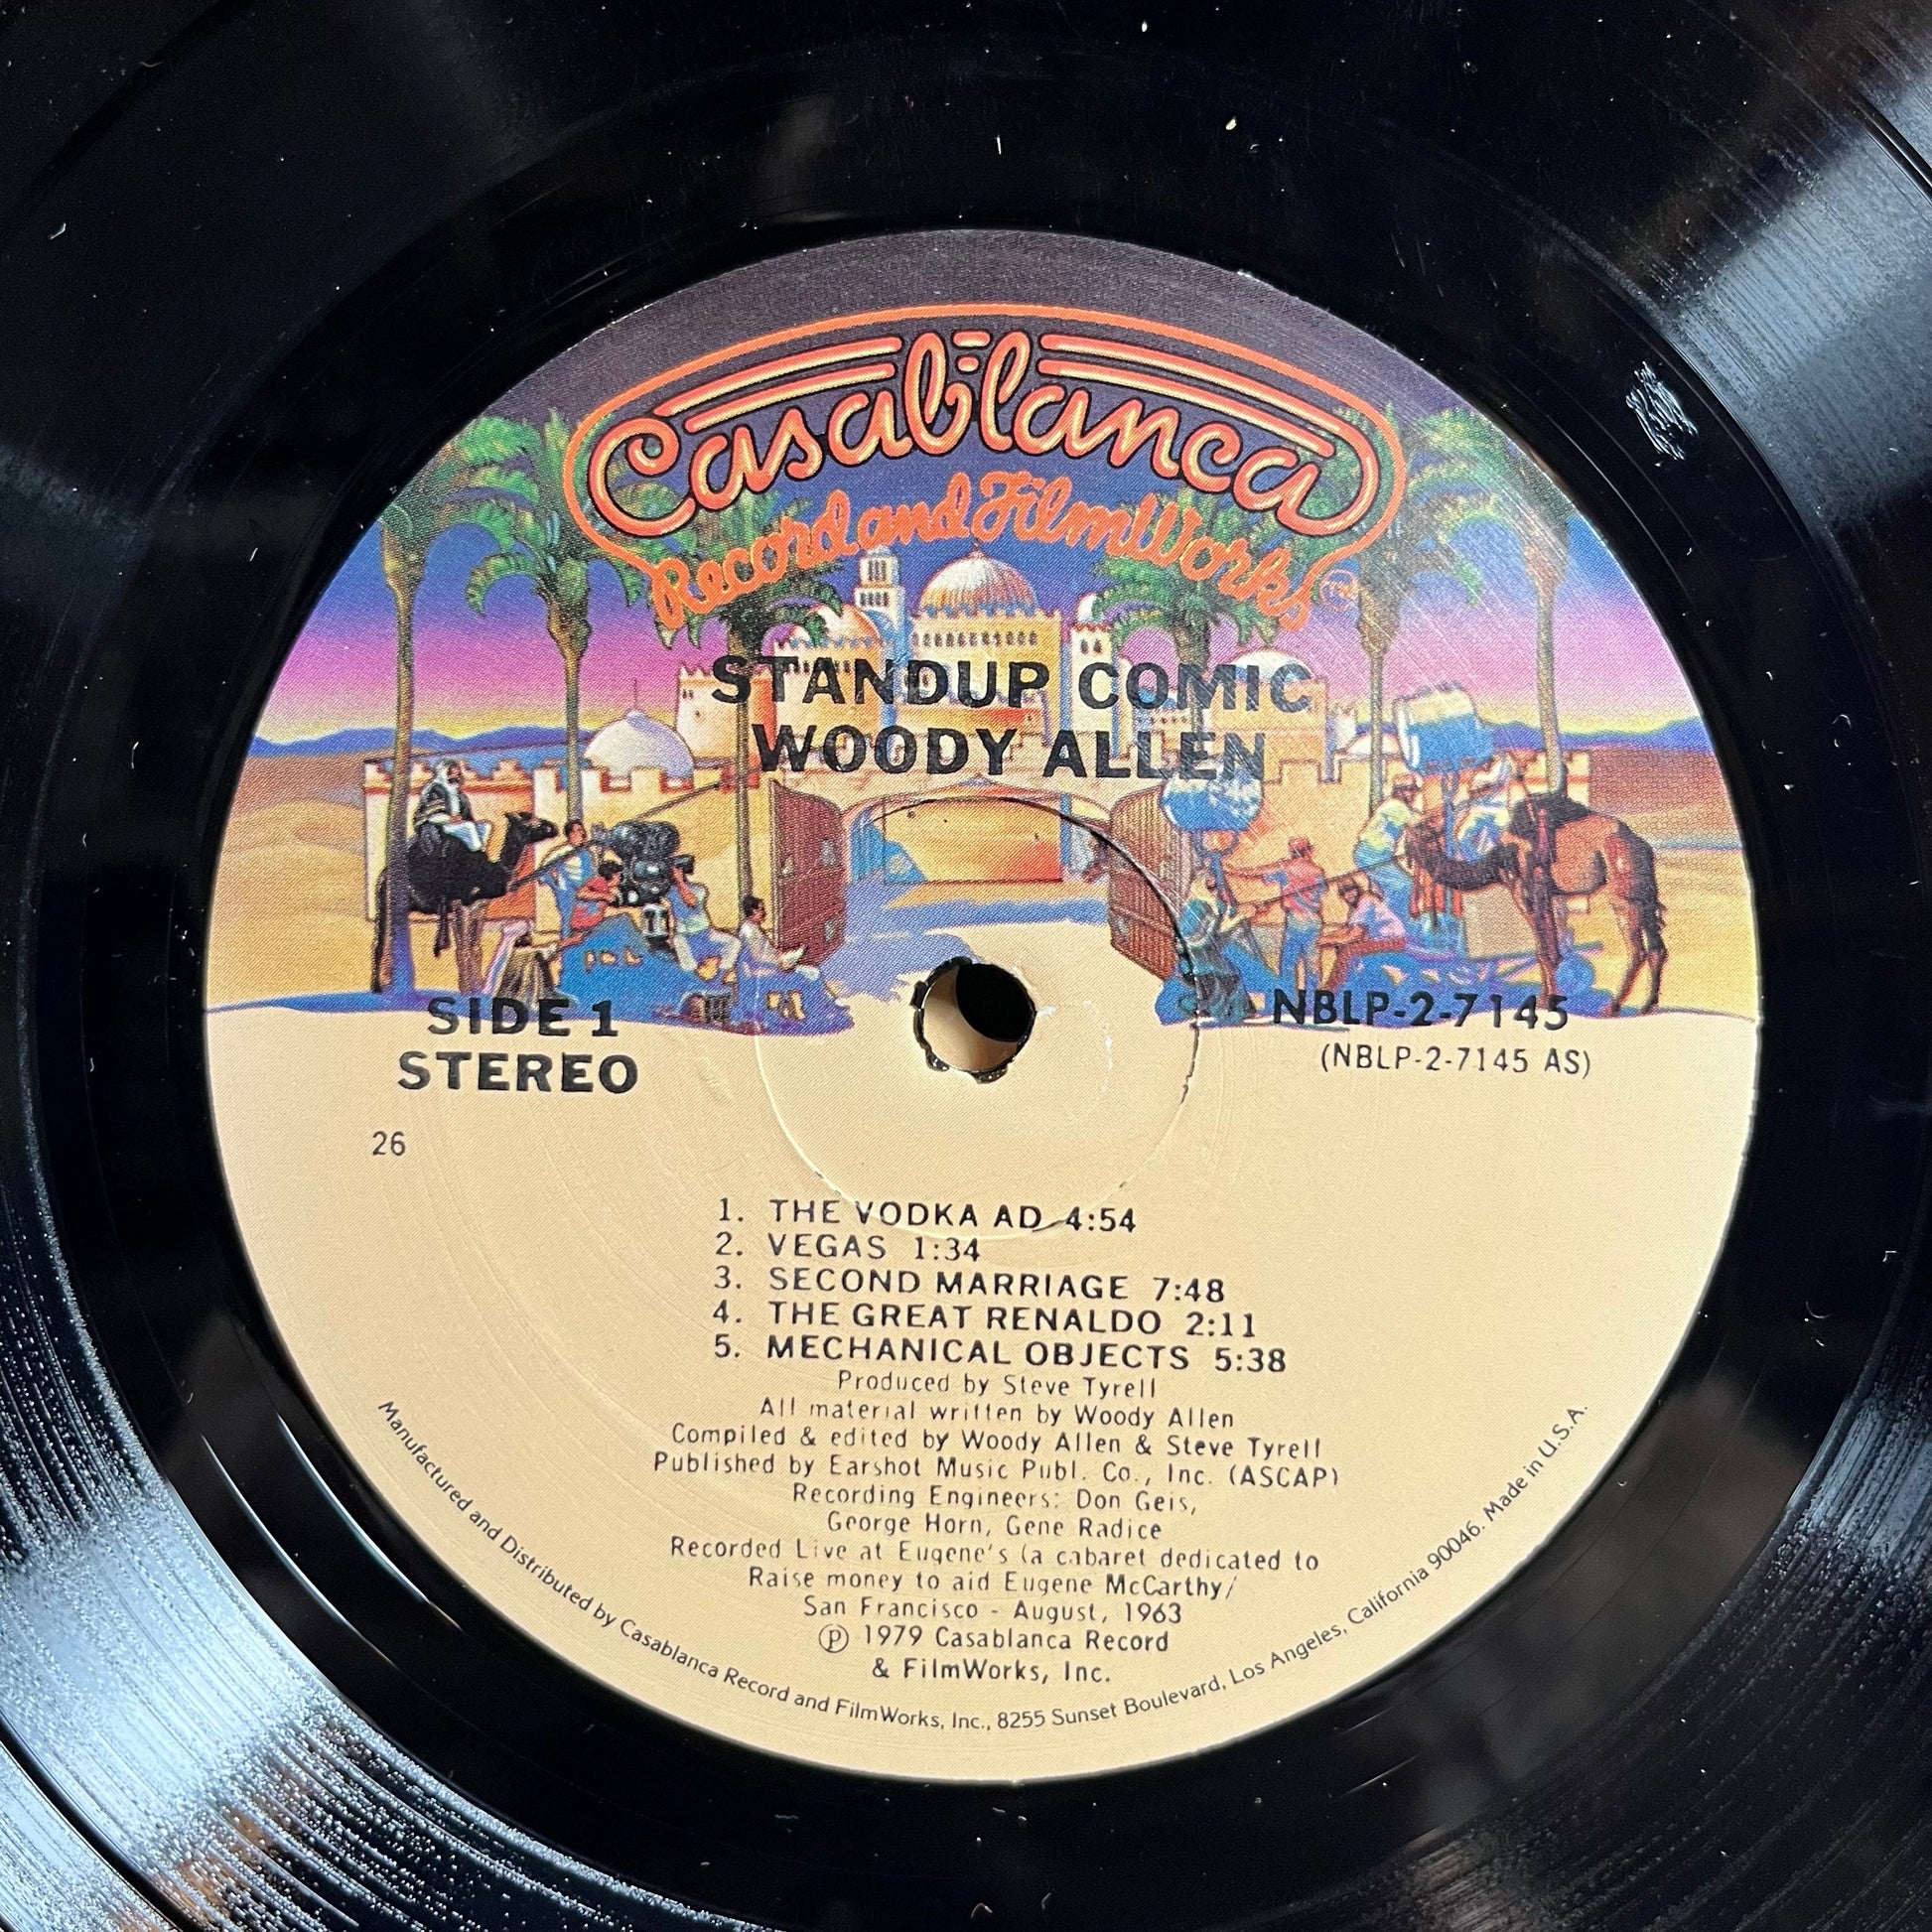 Casablanca
Record and FilmWorks
STANDUP COMIC
WOODY ALLEN
SIDE 1
STEREO
NBLP-2-7145
(NBLP-2-7145 AS)
26
1. THE VODKA AD 4:54
2. VEGAS 1:34
3. SECOND MARRIAGE 7:48
4. THE GREAT RENALDO 2:11
5. MECHANICAL OBJECTS 5:38
Produced by Steve Tyrell
All material written by Woody Allen
Compiled & edited by Woody Allen & Steve Tyrell
Published by Earshot Music Publ. Co., Inc. (ASCAP)
Recording Engineers: Don Geis,
George Horn, Gene Radice
Recorded Live at Eugene's (a cabaret dedicated to
Raise money to aid Eugene McCarthy/
San Francisco - August, 1963
℗ 1979 Casablanca Record
& FilmWorks, Inc.
Manufactured and Distributed by Casablanca Record and FilmWorks, Inc., 8255 Sunset Boulevard, Los Angeles, California 90046. Made in U.S.A.